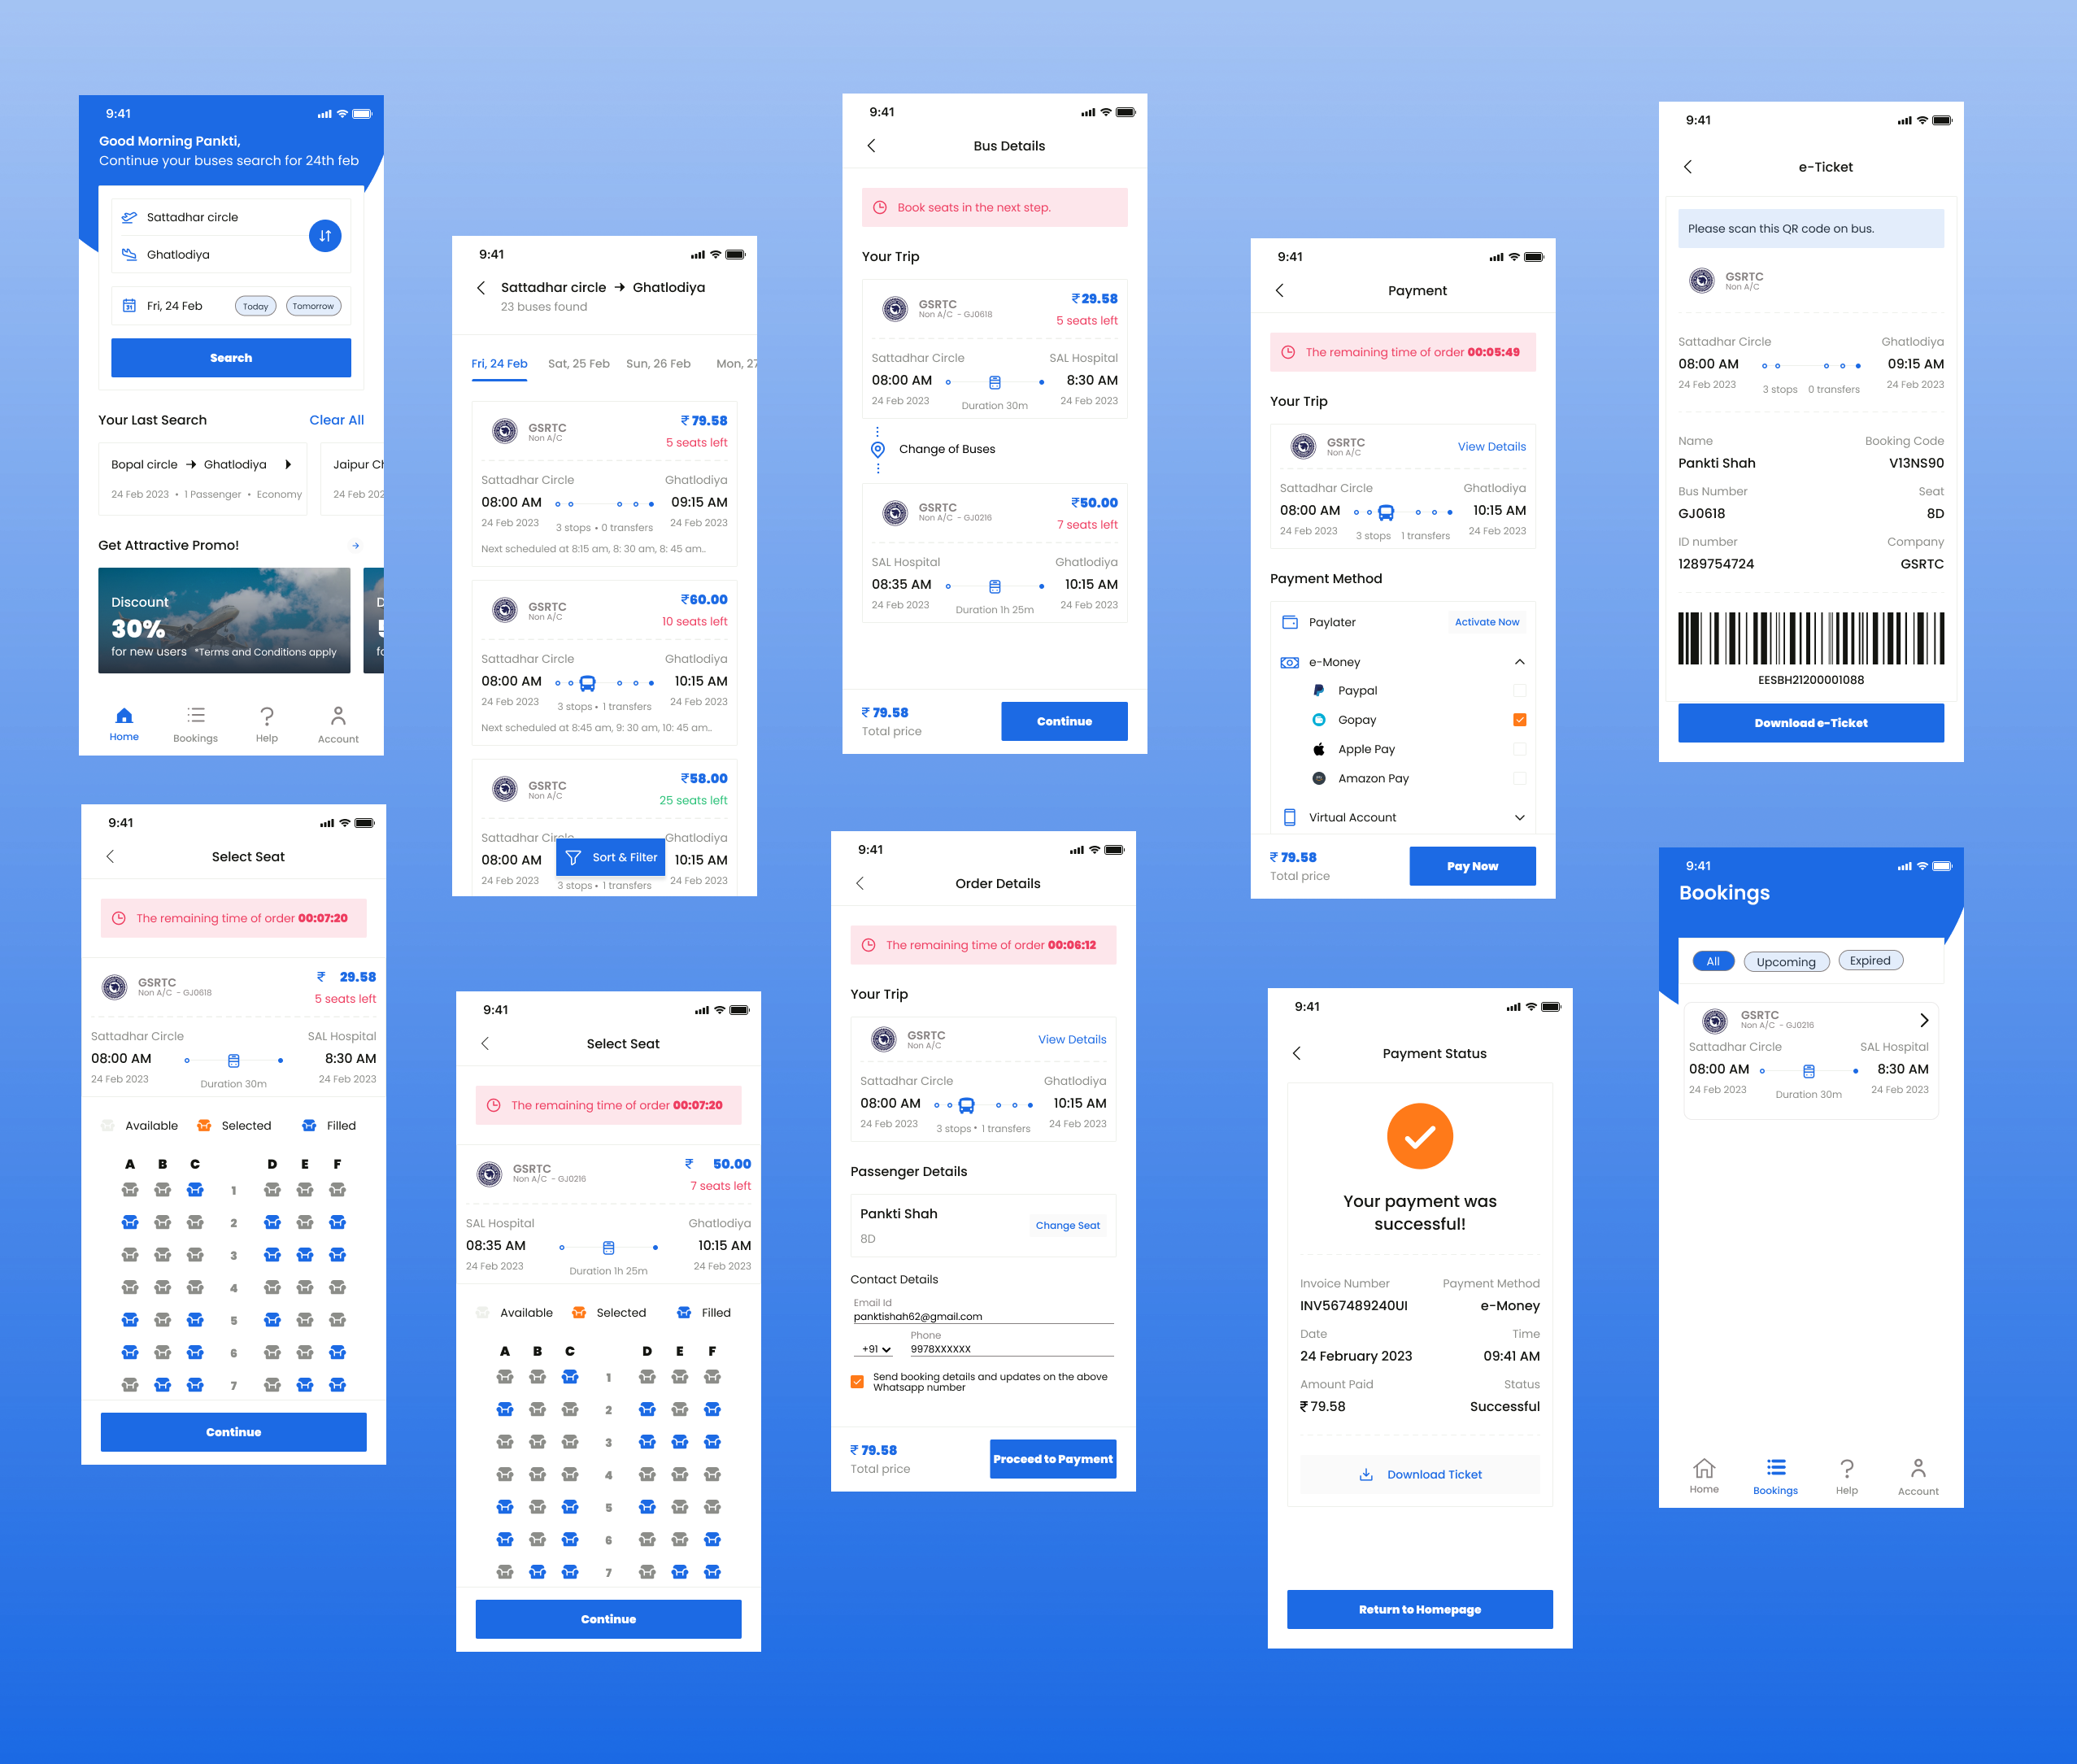 9:41
Good Morning Pankti,
Continue your buses search for 24th feb
Sattadhar circle
Ghatlodiya
Fri, 24 Feb Today Tomorrow
Search
Your Last Search Clear All
Bopal circle Ghatlodiya
24 Feb 2023 • 1 Passenger • Economy
Jaipur Ch
24 Feb 202
Get Attractive Promo!
Discount
30%
for new users *Terms and Conditions apply
Home Bookings Help Account
9:41
Sattadhar circle → Ghatlodiya
23 buses found
Fri, 24 Feb Sat, 25 Feb Sun, 26 Feb Mon, 27
GSRTC ₹ 79.58
Non A/C
5 seats left
Sattadhar Circle Ghatlodiya
08:00 AM 09:15 AM
24 Feb 2023 3 stops • 0 transfers 24 Feb 2023
Next scheduled at 8:15 am, 8: 30 am, 8: 45 am..
GSRTC ₹60.00
Non A/C
10 seats left
Sattadhar Circle Ghatlodiya
08:00 AM 10:15 AM
24 Feb 2023 3 stops • 1 transfers 24 Feb 2023
Next scheduled at 8:45 am, 9: 30 am, 10: 45 am..
GSRTC ₹58.00
Non A/C
25 seats left
Sattadhar Circle Ghatlodiya
08:00 AM Sort & Filter 10:15 AM
24 Feb 2023 3 stops • 1 transfers 24 Feb 2023
9:41
Bus Details
Book seats in the next step.
Your Trip
GSRTC ₹29.58
Non A/C - GJ0618
5 seats left
Sattadhar Circle SAL Hospital
08:00 AM 8:30 AM
24 Feb 2023 Duration 30m 24 Feb 2023
Change of Buses
GSRTC ₹50.00
Non A/C - GJ0216
7 seats left
SAL Hospital Ghatlodiya
08:35 AM 10:15 AM
24 Feb 2023 Duration 1h 25m 24 Feb 2023
₹ 79.58
Total price
Continue
9:41
Payment
The remaining time of order 00:05:49
Your Trip
GSRTC View Details
Non A/C
Sattadhar Circle Ghatlodiya
08:00 AM 10:15 AM
24 Feb 2023 3 stops 1 transfers 24 Feb 2023
Payment Method
Paylater Activate Now
e-Money
Paypal
Gopay
Apple Pay
Amazon Pay
Virtual Account
₹ 79.58
Total price
Pay Now
9:41
e-Ticket
Please scan this QR code on bus.
GSRTC
Non A/C
Sattadhar Circle Ghatlodiya
08:00 AM 09:15 AM
24 Feb 2023 3 stops 0 transfers 24 Feb 2023
Name Booking Code
Pankti Shah V13NS90
Bus Number Seat
GJ0618 8D
ID number Company
1289754724 GSRTC
EESBH21200001088
Download e-Ticket
9:41
Select Seat
The remaining time of order 00:07:20
GSRTC ₹ 29.58
Non A/C - GJ0618
5 seats left
Sattadhar Circle SAL Hospital
08:00 AM 8:30 AM
24 Feb 2023 Duration 30m 24 Feb 2023
Available Selected Filled
A B C D E F
1
2
3
4
5
6
7
Continue
9:41
Select Seat
The remaining time of order 00:07:20
GSRTC ₹ 50.00
Non A/C - GJ0216
7 seats left
SAL Hospital Ghatlodiya
08:35 AM 10:15 AM
24 Feb 2023 Duration 1h 25m 24 Feb 2023
Available Selected Filled
A B C D E F
1
2
3
4
5
6
7
Continue
9:41
Order Details
The remaining time of order 00:06:12
Your Trip
GSRTC View Details
Non A/C
Sattadhar Circle Ghatlodiya
08:00 AM 10:15 AM
24 Feb 2023 3 stops • 1 transfers 24 Feb 2023
Passenger Details
Pankti Shah
8D
Change Seat
Contact Details
Email Id
panktishah62@gmail.com
Phone
+91 9978XXXXXX
Send booking details and updates on the above
Whatsapp number
₹ 79.58
Total price
Proceed to Payment
9:41
Payment Status
Your payment was
successful!
Invoice Number Payment Method
INV567489240UI e-Money
Date Time
24 February 2023 09:41 AM
Amount Paid Status
₹ 79.58 Successful
Download Ticket
Return to Homepage
9:41
Bookings
All Upcoming Expired
GSRTC
Non A/C - GJ0216
Sattadhar Circle SAL Hospital
08:00 AM 8:30 AM
24 Feb 2023 Duration 30m 24 Feb 2023
Home Bookings Help Account